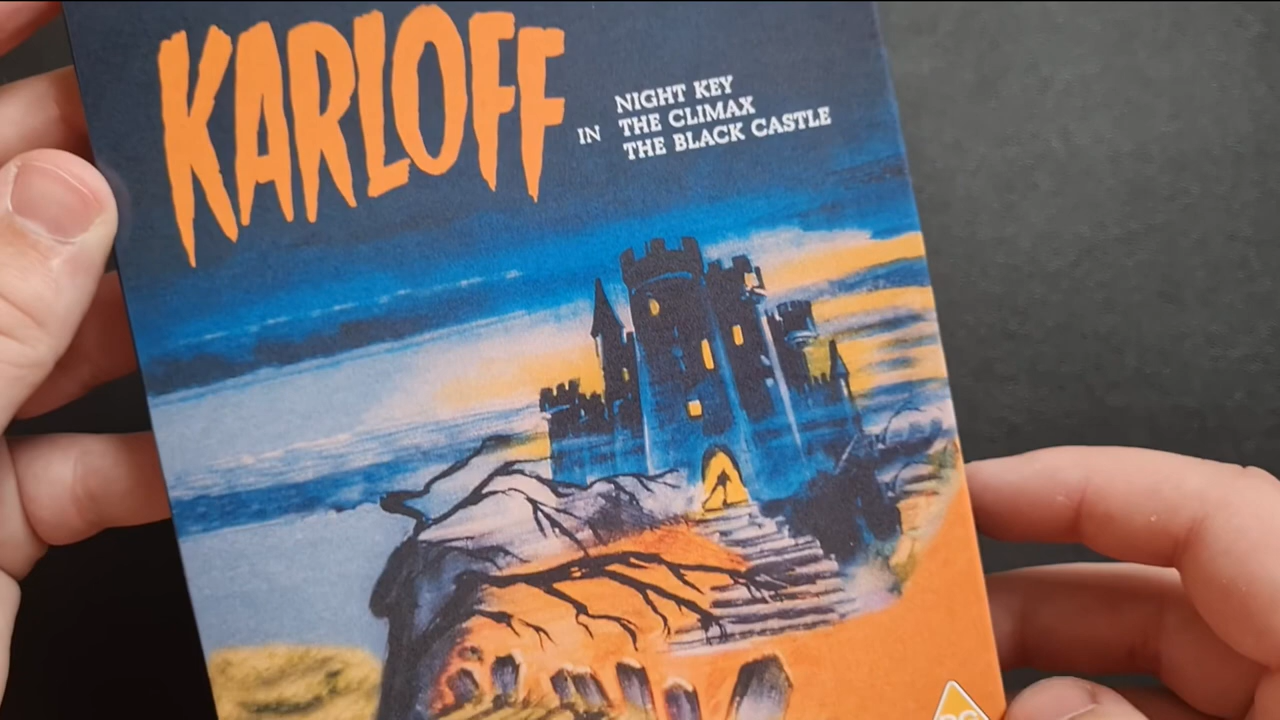 KARLOFF
IN
NIGHT KEY
THE CLIMAX
THE BLACK CASTLE